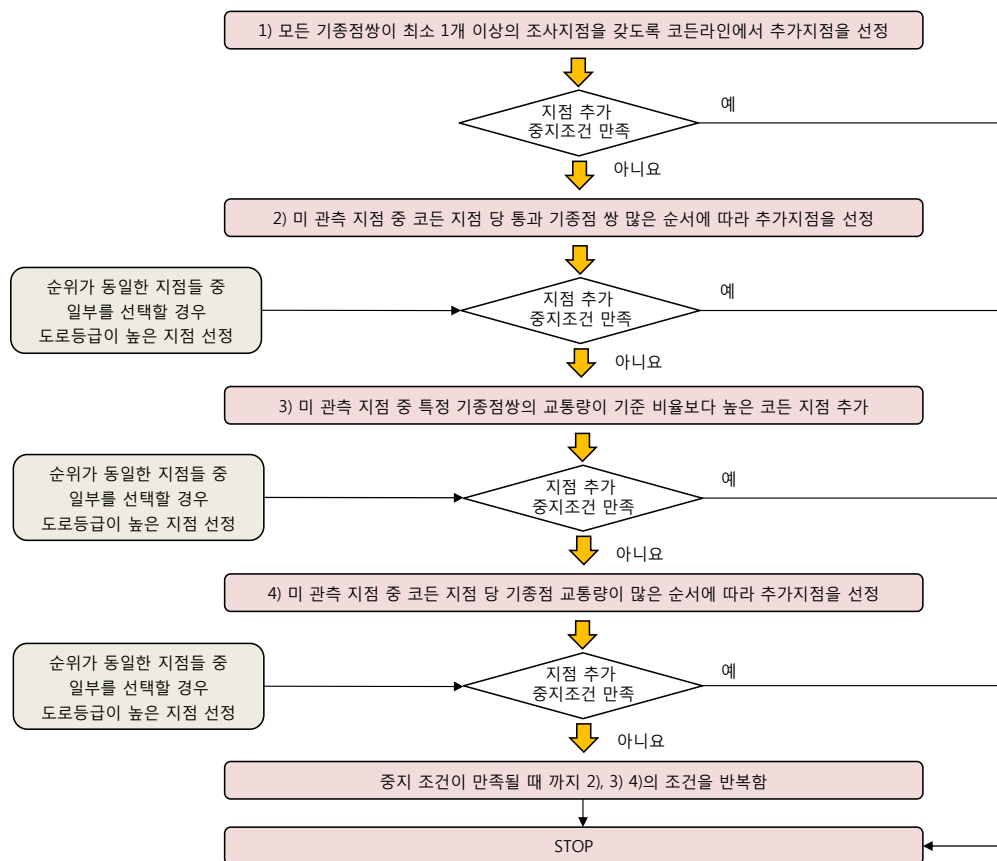 1) 모든 기종점쌍이 최소 1개 이상의 조사지점을 갖도록 코든라인에서 추가지점을 선정
지점 추가
중지조건 만족
예
아니요
2) 미 관측 지점 중 코든 지점 당 통과 기종점 쌍 많은 순서에 따라 추가지점을 선정
순위가 동일한 지점들 중
일부를 선택할 경우
도로등급이 높은 지점 선정
지점 추가
중지조건 만족
예
아니요
3) 미 관측 지점 중 특정 기종점쌍의 교통량이 기준 비율보다 높은 코든 지점 추가
순위가 동일한 지점들 중
일부를 선택할 경우
도로등급이 높은 지점 선정
지점 추가
중지조건 만족
예
아니요
4) 미 관측 지점 중 코든 지점 당 기종점 교통량이 많은 순서에 따라 추가지점을 선정
순위가 동일한 지점들 중
일부를 선택할 경우
도로등급이 높은 지점 선정
지점 추가
중지조건 만족
예
아니요
중지 조건이 만족될 때 까지 2), 3) 4)의 조건을 반복함
STOP